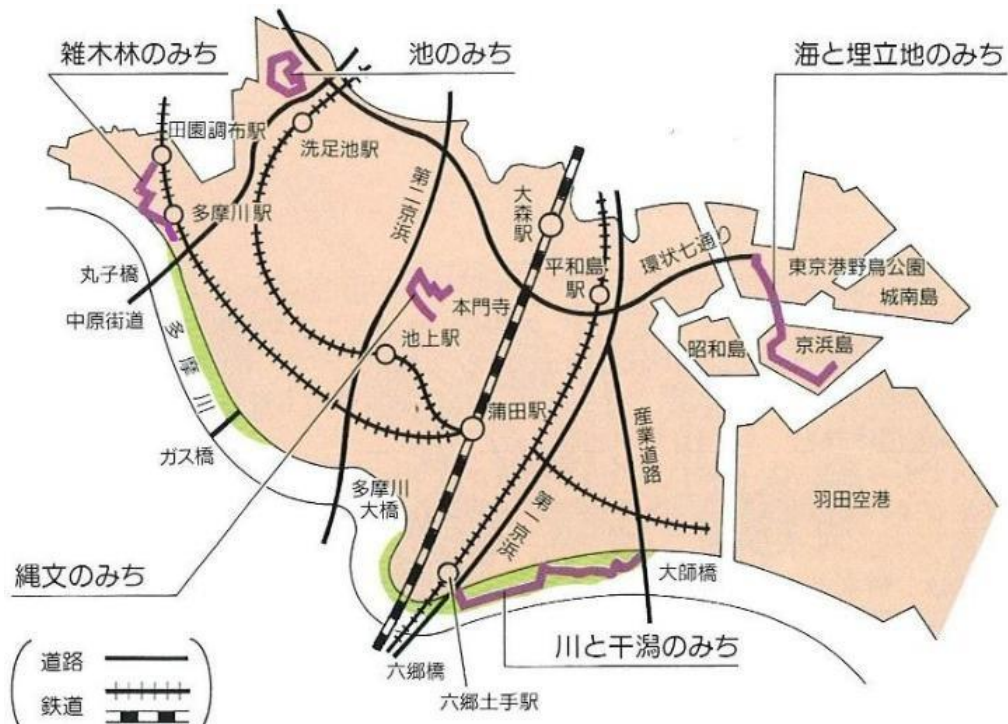 雑木林のみち
池のみち
海と埋立地のみち
田園調布駅
洗足池駅
第二京浜
大森駅
多摩川駅
平和島駅
環状七通り
東京港野鳥公園
城南島
丸子橋
中原街道
本門寺
池上駅
昭和島
京浜島
多摩川
蒲田駅
産業道路
ガス橋
多摩川
大橋
第一京浜
羽田空港
縄文のみち
大師橋
川と干潟のみち
六郷橋
六郷土手駅
道路
鉄道